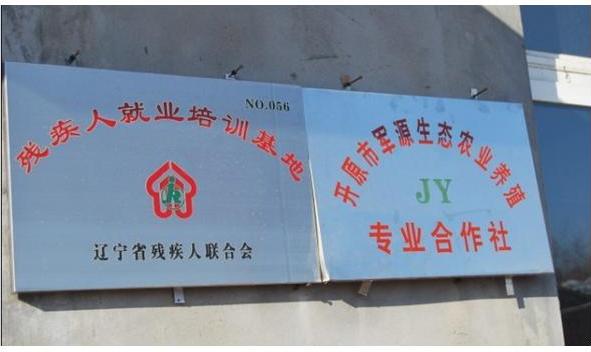 NO.056
残疾人就业培训基地
辽宁省残疾人联合会
开原市军源生态农业养殖
JY
专业合作社